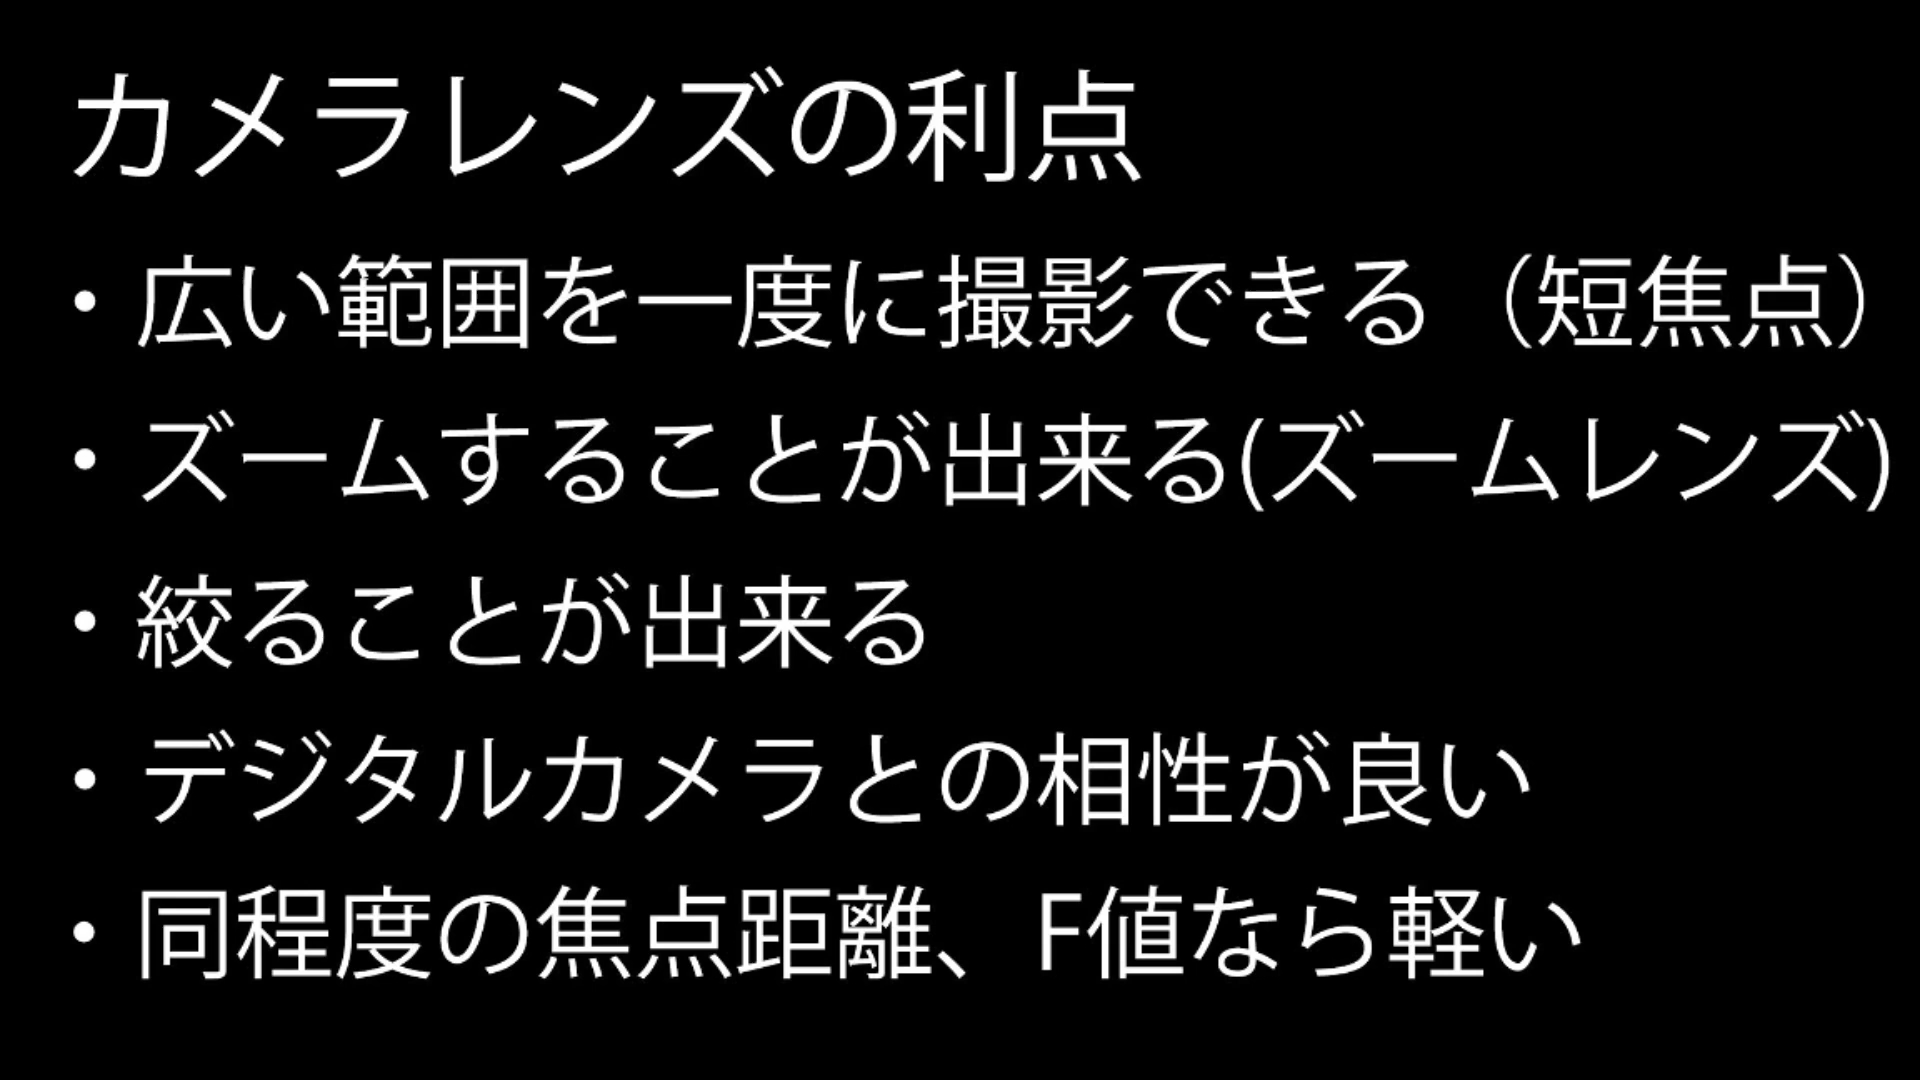 カメラレンズの利点
・広い範囲を一度に撮影できる（短焦点）
・ズームすることが出来る(ズームレンズ)
・絞ることが出来る
・デジタルカメラとの相性が良い
・同程度の焦点距離、F値なら軽い